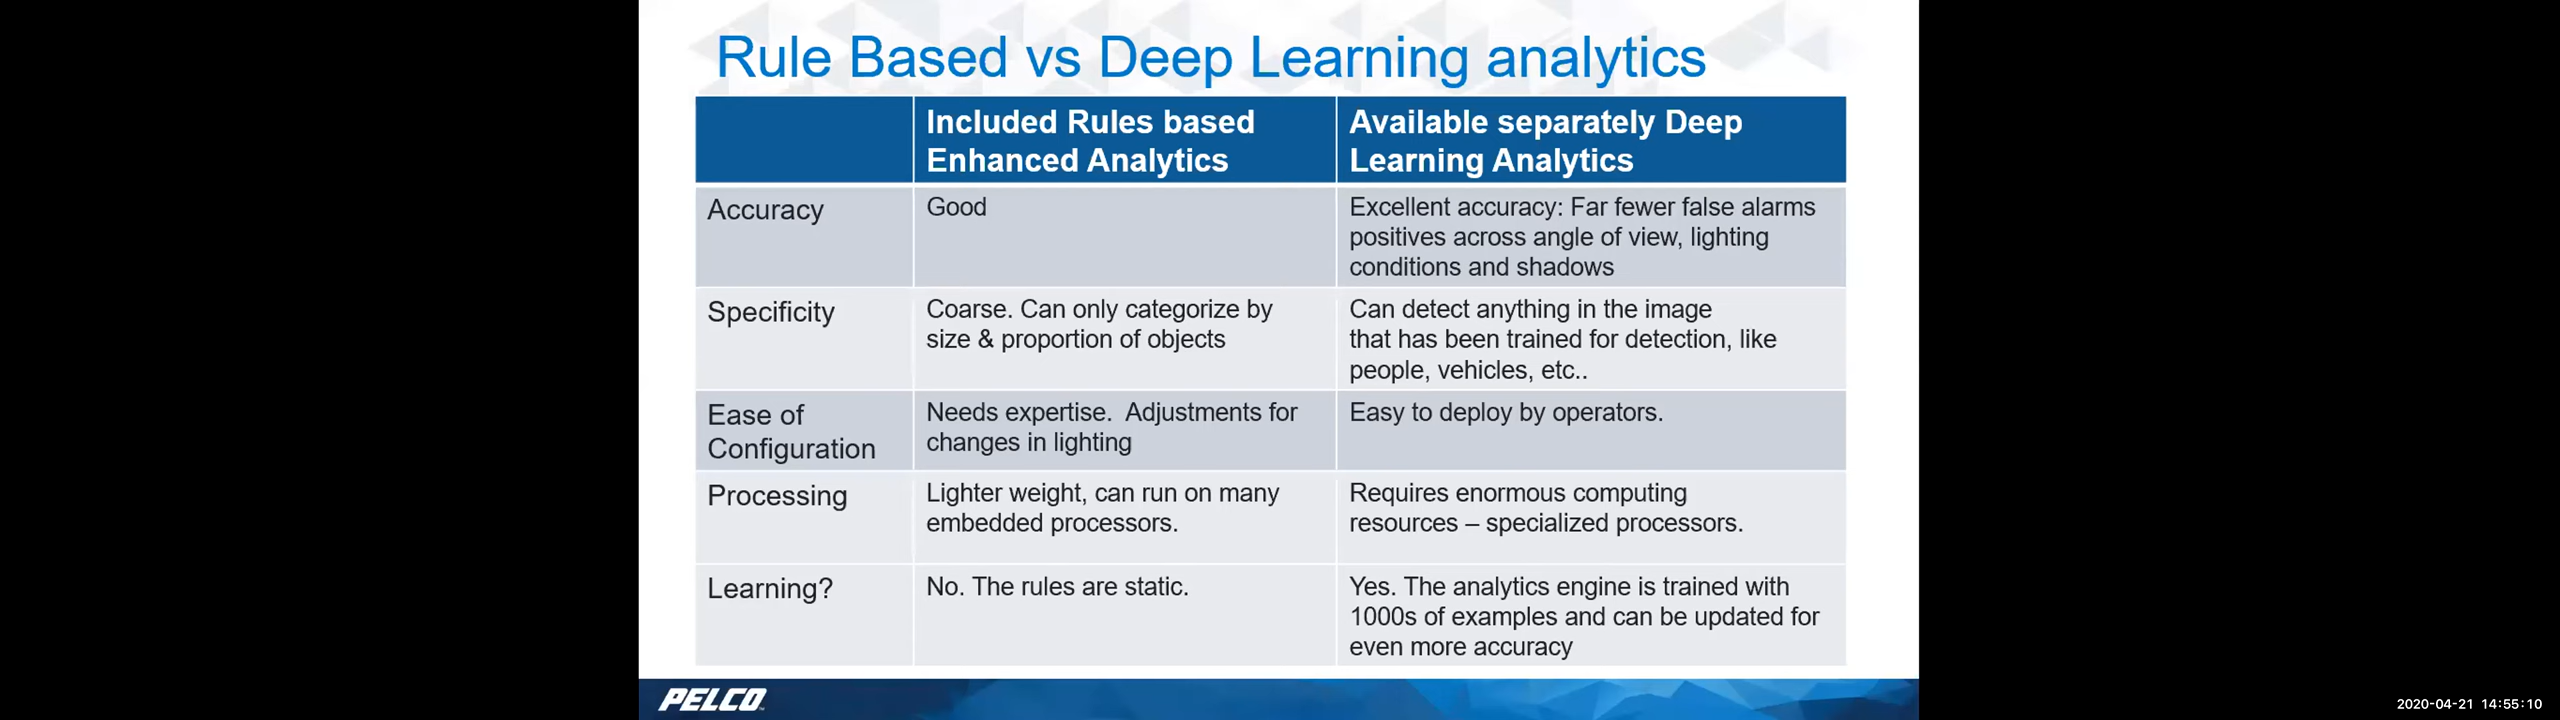 Rule Based vs Deep Learning analytics
Included Rules based
Enhanced Analytics
Available separately Deep
Learning Analytics
Accuracy
Good
Excellent accuracy: Far fewer false alarms
positives across angle of view, lighting
conditions and shadows
Specificity
Coarse. Can only categorize by
size & proportion of objects
Can detect anything in the image
that has been trained for detection, like
people, vehicles, etc..
Ease of
Configuration
Needs expertise.  Adjustments for
changes in lighting
Easy to deploy by operators.
Processing
Lighter weight, can run on many
embedded processors.
Requires enormous computing
resources – specialized processors.
Learning?
No. The rules are static.
Yes. The analytics engine is trained with
1000s of examples and can be updated for
even more accuracy
PELCO™
2020-04-21 14:55:10